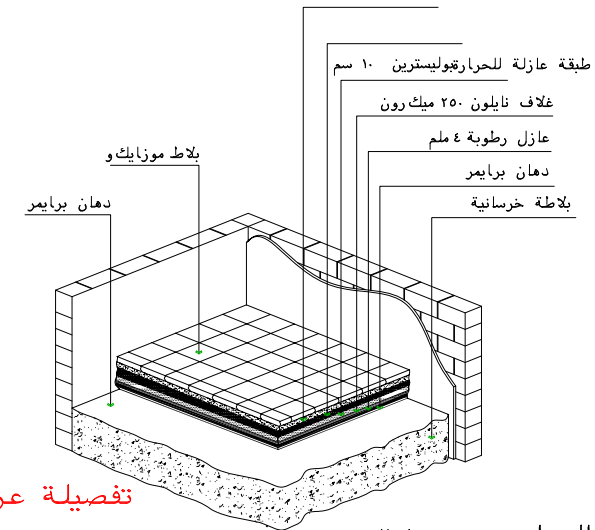 طبقة عازلة للحرارةبوليسترين ١٠ سم
غلاف نايلون ٢٥٠ ميكرون
عازل رطوبة ٤ ملم
بلاط موزايكو
دهان برايمر
دهان برايمر
بلاطة خرسانية
تفصيلة